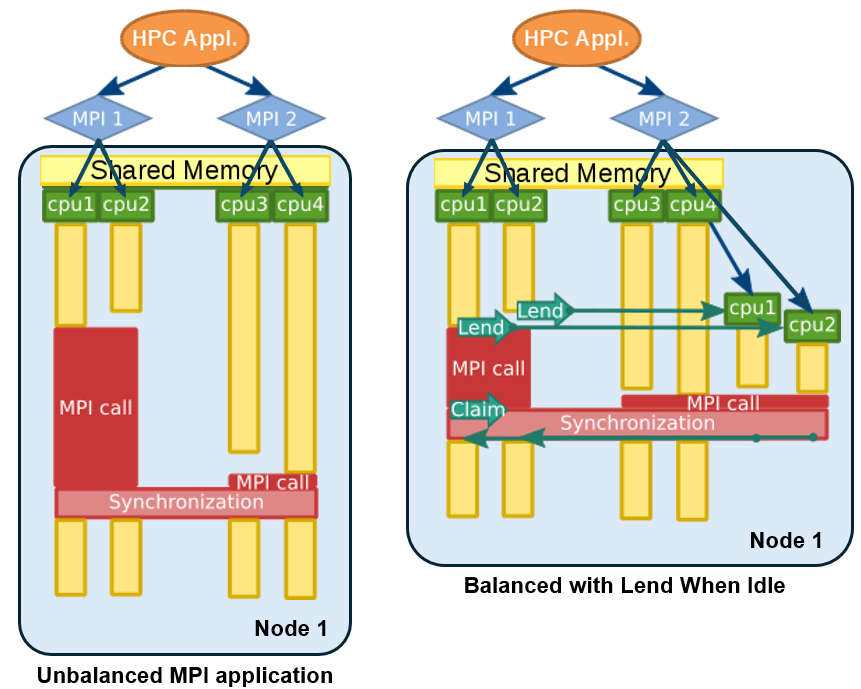 HPC Appl.
MPI 1
MPI 2
Shared Memory
cpu1
cpu2
cpu3
cpu4
MPI call
MPI call
Synchronization
Node 1
Unbalanced MPI application
HPC Appl.
MPI 1
MPI 2
Shared Memory
cpu1
cpu2
cpu3
cpu4
cpu1
cpu2
Lend
Lend
MPI call
MPI call
Claim
Synchronization
Node 1
Balanced with Lend When Idle